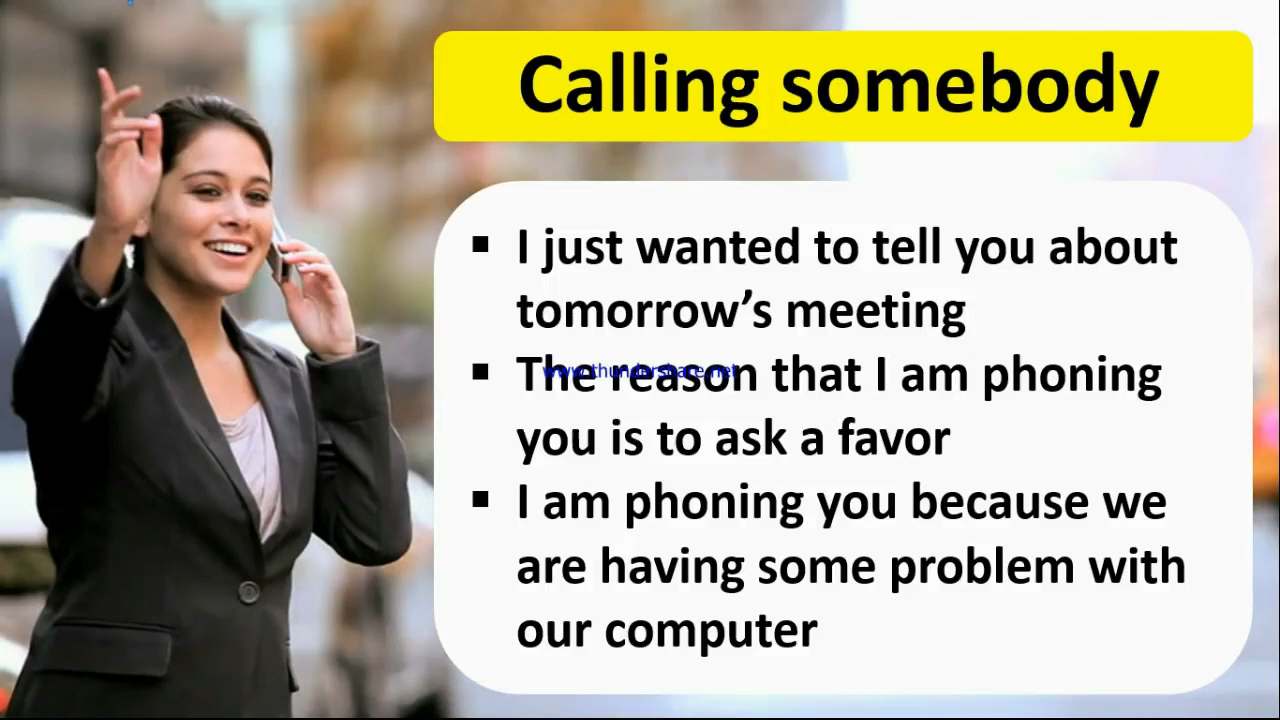 Calling somebody
▪ I just wanted to tell you about
tomorrow’s meeting
▪ The reason that I am phoning
www.thundershare.net
you is to ask a favor
▪ I am phoning you because we
are having some problem with
our computer